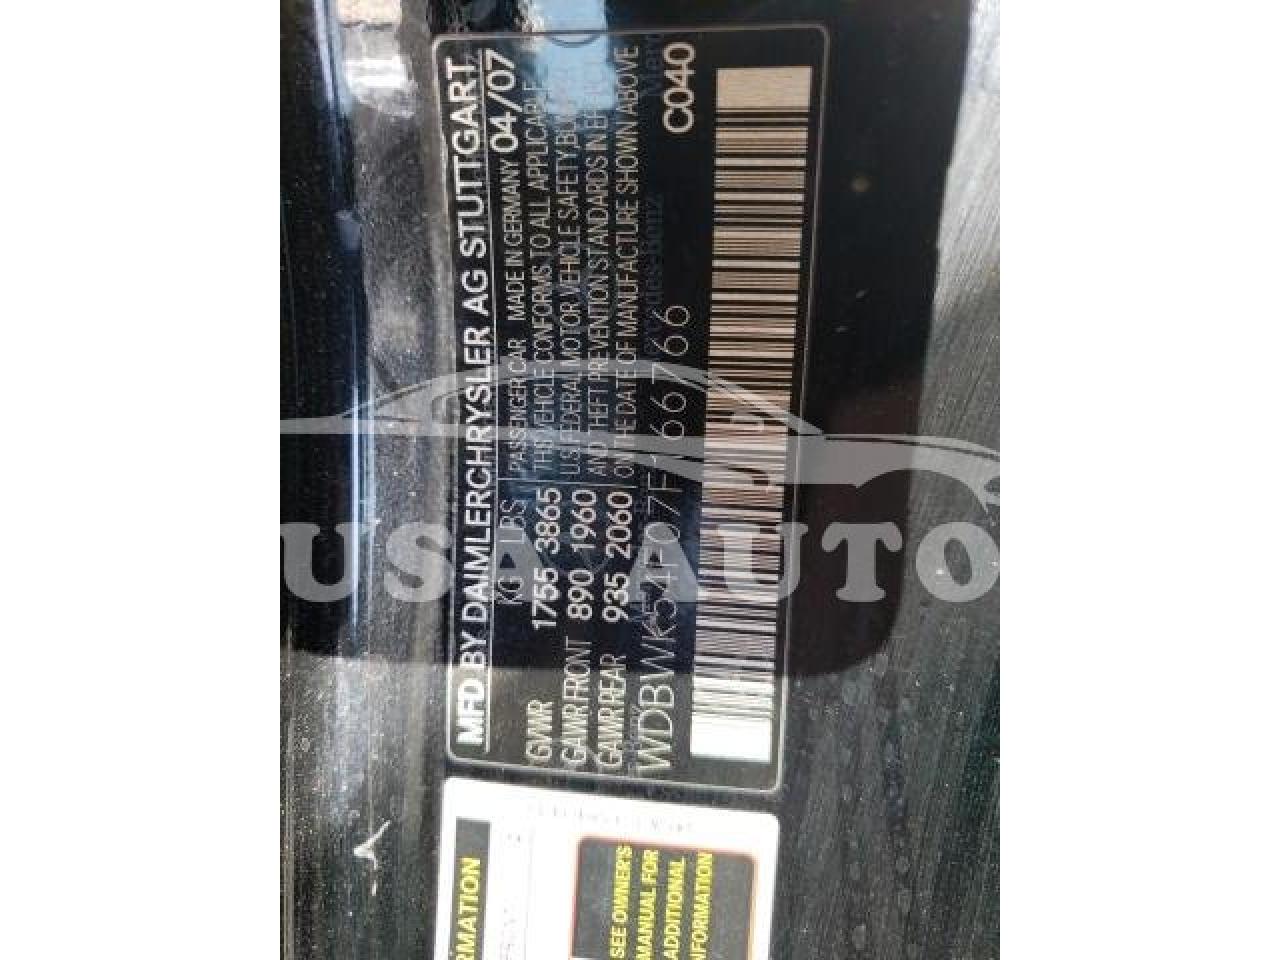 MFD BY DAIMLERCHRYSLER AG STUTTGART
KG LBS PASSENGER CAR MADE IN GERMANY 04/07
GVWR 1755 3865 THIS VEHICLE CONFORMS TO ALL APPLICABLE
GAWR FRONT 890 1960 U.S. FEDERAL MOTOR VEHICLE SAFETY,
GAWR REAR 935 2060 AND THEFT PREVENTION STANDARDS IN
ON THE DATE OF MANUFACTURE SHOWN ABOVE
WDBWK54F07F166766 C040
USA AUTO
SEE OWNER'S
MANUAL FOR
ADDITIONAL
INFORMATION